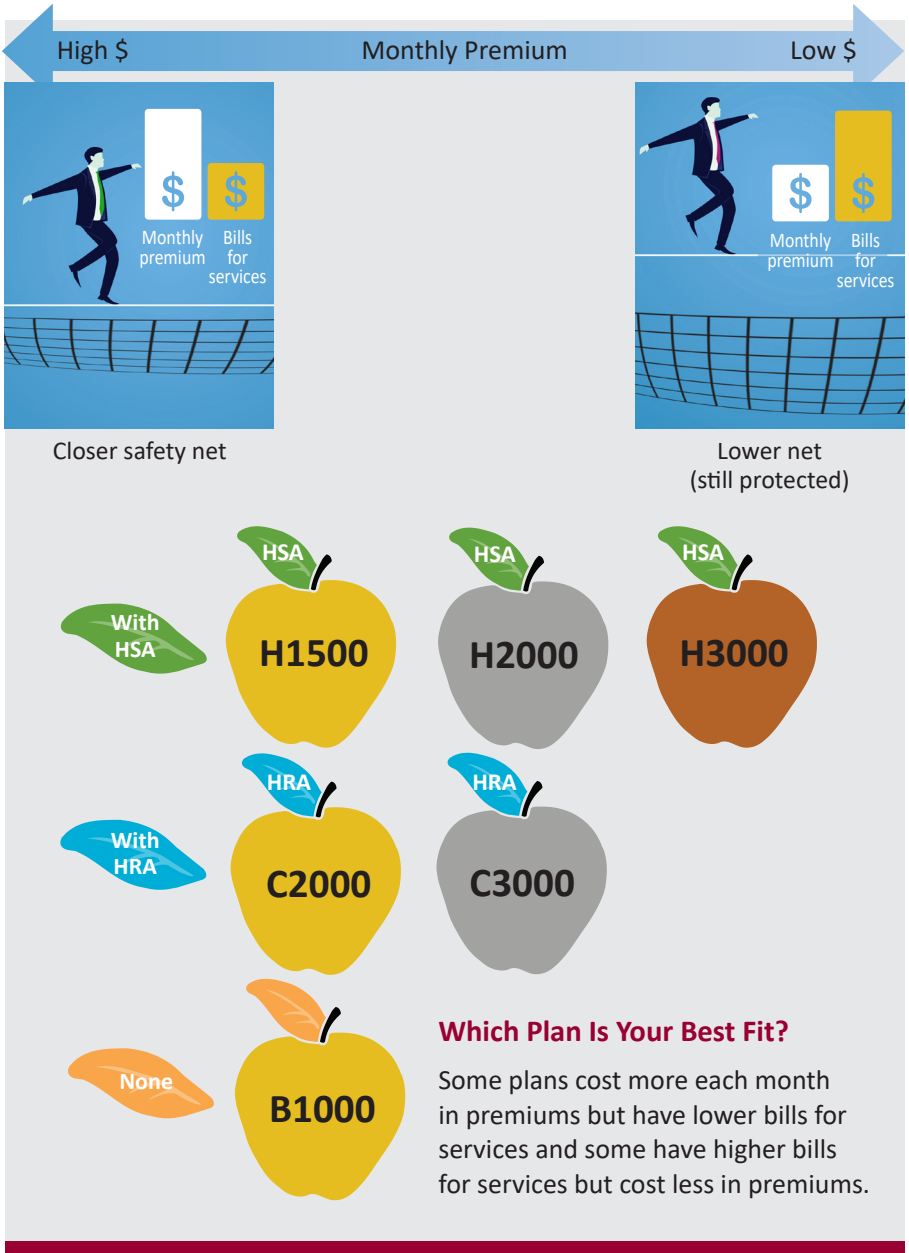 High $ Monthly Premium Low $
$ $
Monthly premium
Bills for services
$ $
Monthly premium
Bills for services
Closer safety net
Lower net
(still protected)
HSA HSA HSA
With
HSA
H1500 H2000 H3000
HRA HRA
With
HRA
C2000 C3000
None
B1000
Which Plan Is Your Best Fit?
Some plans cost more each month
in premiums but have lower bills for
services and some have higher bills
for services but cost less in premiums.